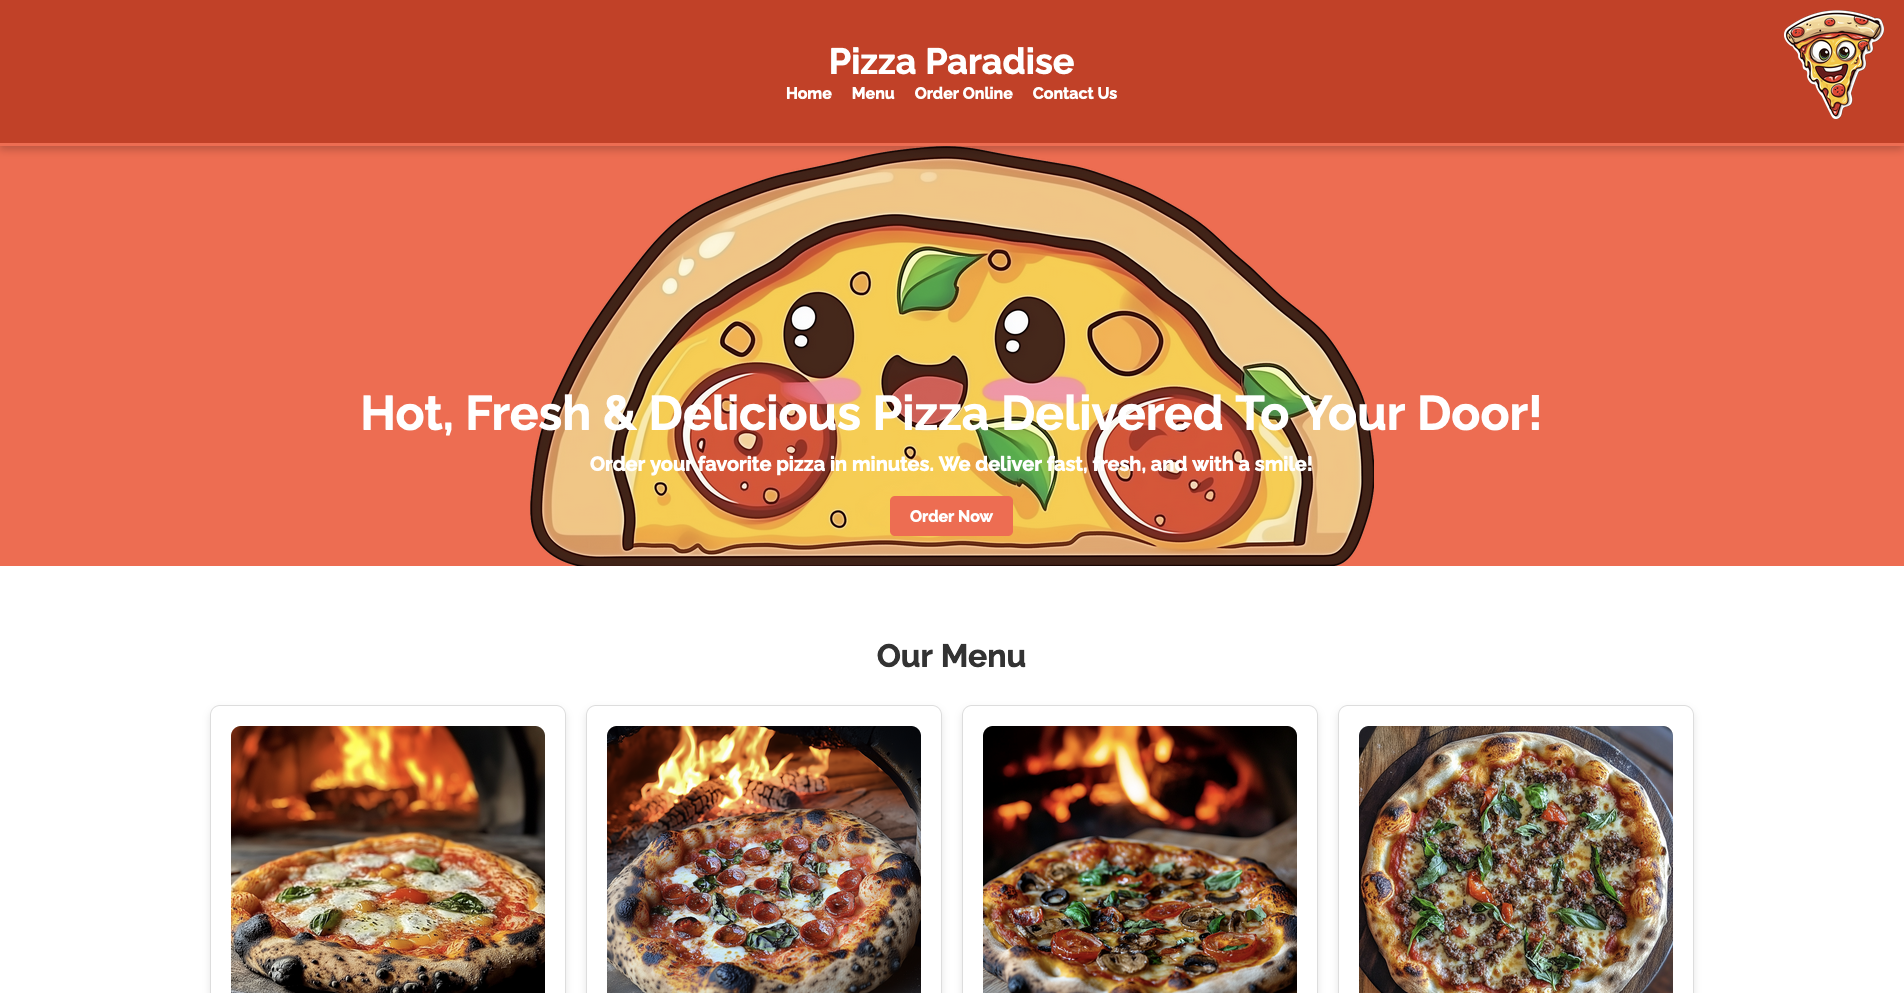 Pizza Paradise
Home Menu Order Online Contact Us
Hot, Fresh & Delicious Pizza Delivered To Your Door!
Order your favorite pizza in minutes. We deliver fast, fresh, and with a smile!
Order Now
Our Menu